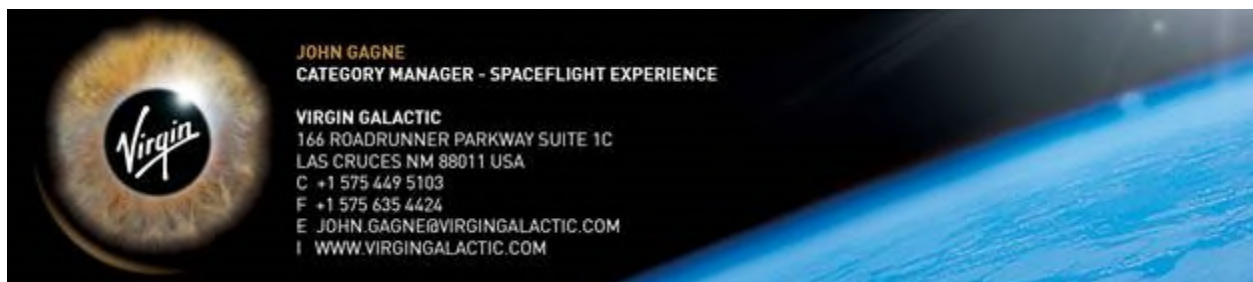 Virgin
JOHN GAGNE
CATEGORY MANAGER - SPACEFLIGHT EXPERIENCE
VIRGIN GALACTIC
166 ROADRUNNER PARKWAY SUITE 1C
LAS CRUCES NM 88011 USA
C +1 575 449 5103
F +1 575 635 4424
E JOHN.GAGNE@VIRGINGALACTIC.COM
I WWW.VIRGINGALACTIC.COM